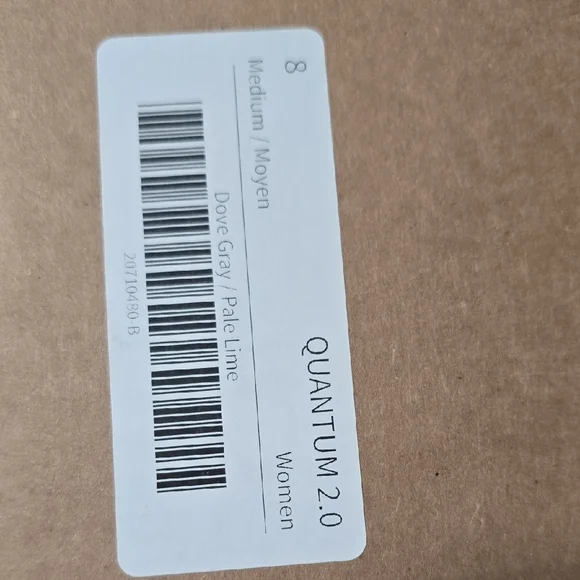 8
QUANTUM 2.0
Medium / Moyen
Women
Dove Gray / Pale Lime
20710480-B